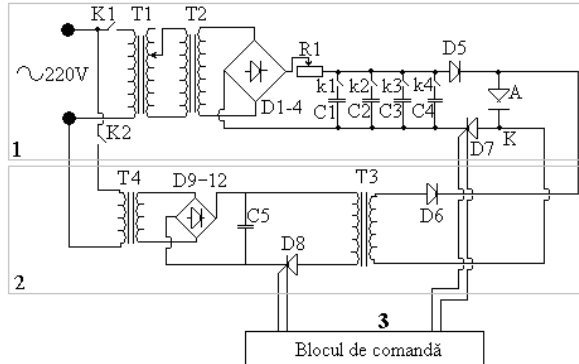 K1 T1 T2
R1 D5
~220V
k1 k2 k3 k4
A
D1-4 C1 C2 C3 C4
D7
K2 K
1
T4 D9-12 T3
D6
C5
D8
2
3
Blocul de comandă